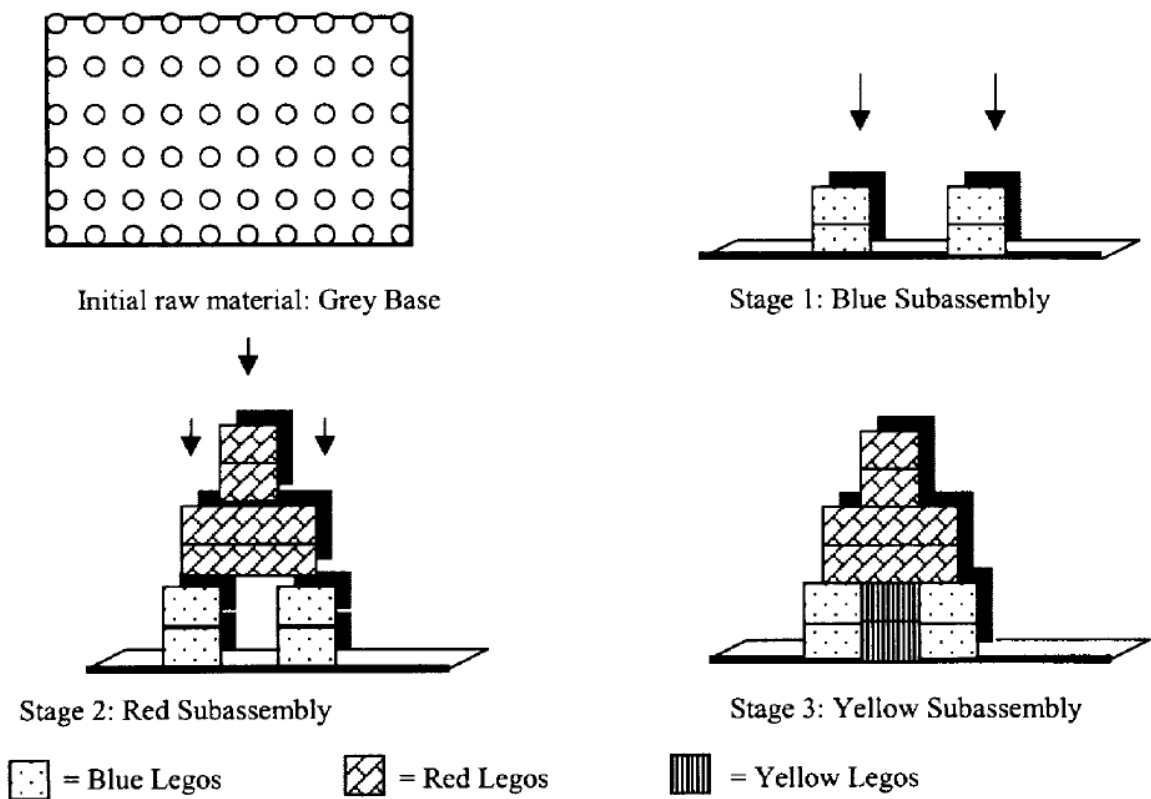 Initial raw material: Grey Base
Stage 1: Blue Subassembly
Stage 2: Red Subassembly
Stage 3: Yellow Subassembly
= Blue Legos
= Red Legos
= Yellow Legos